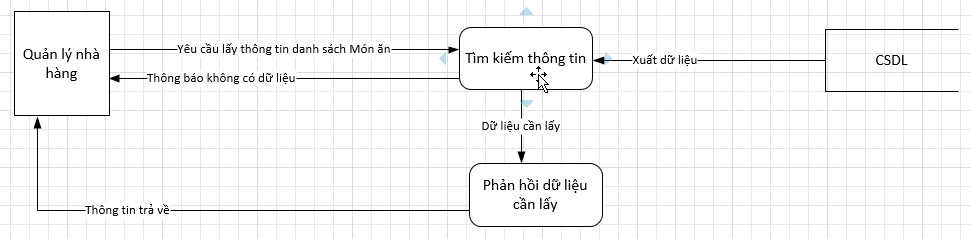 Quản lý nhà
hàng
Yêu cầu lấy thông tin danh sách Món ăn
Thông báo không có dữ liệu
Tìm kiếm thông tin
Xuất dữ liệu
CSDL
Dữ liệu cần lấy
Phản hồi dữ liệu
cần lấy
Thông tin trả về